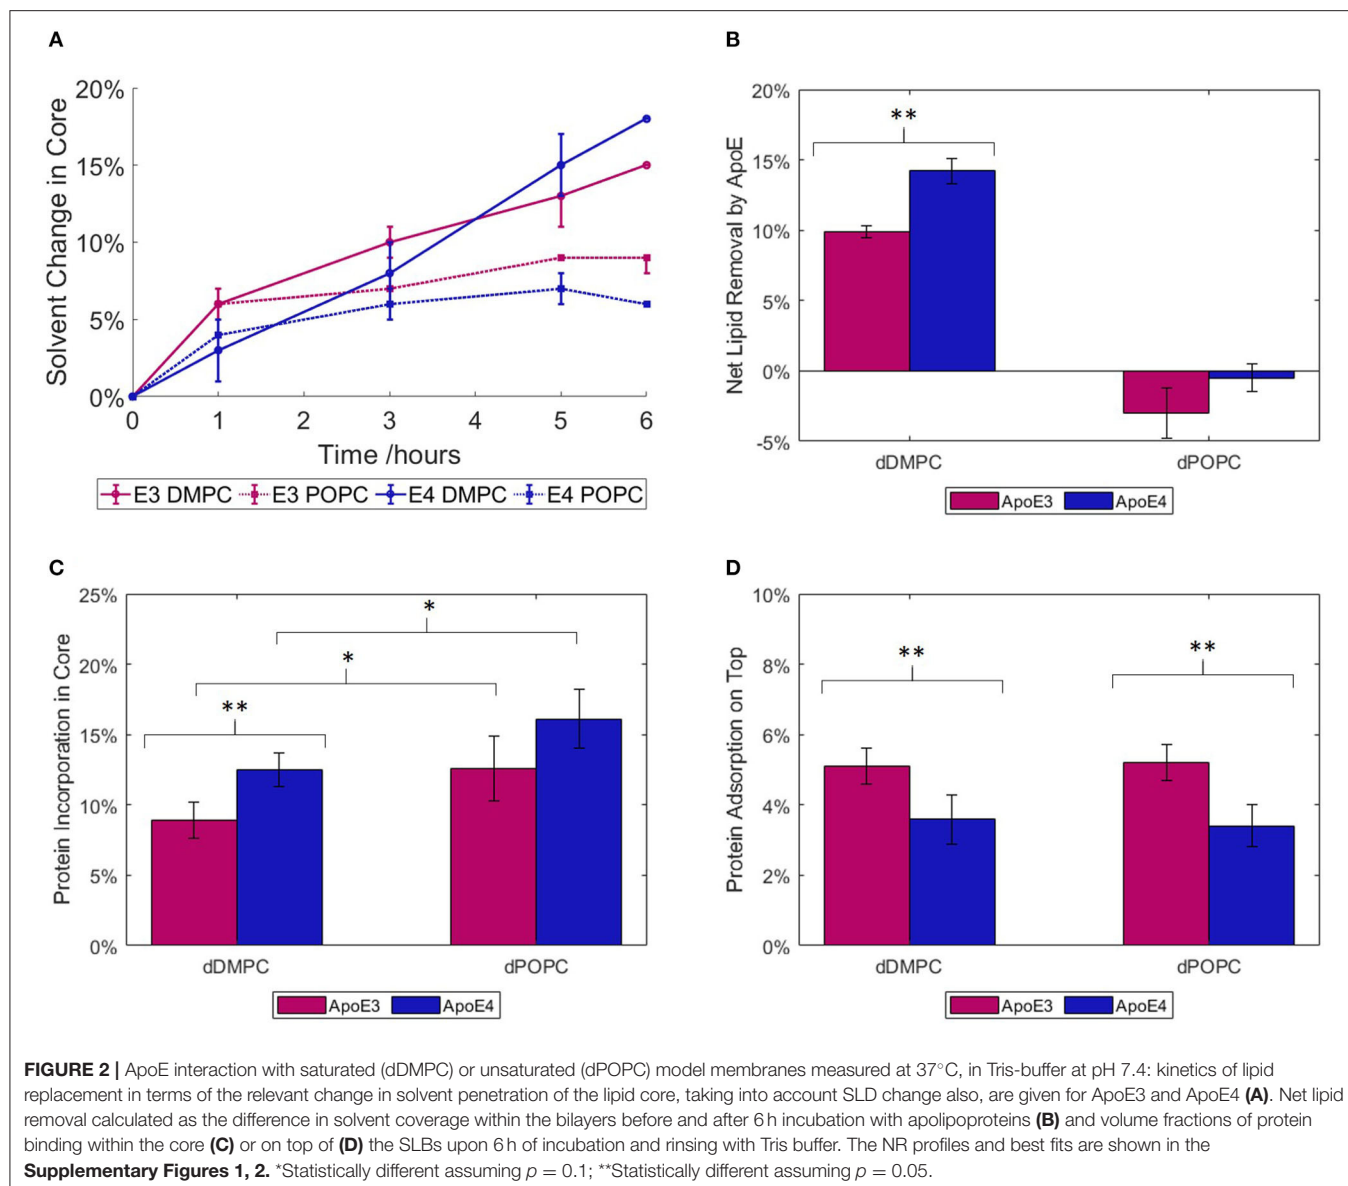 A
Solvent Change in Core
20%
15%
10%
5%
0%
0 1 2 3 4 5 6
Time /hours
E3 DMPC E3 POPC E4 DMPC E4 POPC
B
Net Lipid Removal by ApoE
20%
15%
10%
5%
0%
-5%
**
dDMPC dPOPC
ApoE3 ApoE4
C
Protein Incorporation in Core
25%
20%
15%
10%
5%
0%
*
*
**
dDMPC dPOPC
ApoE3 ApoE4
D
Protein Adsorption on Top
10%
8%
6%
4%
2%
0%
** **
dDMPC dPOPC
ApoE3 ApoE4
FIGURE 2 | ApoE interaction with saturated (dDMPC) or unsaturated (dPOPC) model membranes measured at 37°C, in Tris-buffer at pH 7.4: kinetics of lipid
replacement in terms of the relevant change in solvent penetration of the lipid core, taking into account SLD change also, are given for ApoE3 and ApoE4 (A). Net lipid
removal calculated as the difference in solvent coverage within the bilayers before and after 6 h incubation with apolipoproteins (B) and volume fractions of protein
binding within the core (C) or on top of (D) the SLBs upon 6 h of incubation and rinsing with Tris buffer. The NR profiles and best fits are shown in the
Supplementary Figures 1, 2. *Statistically different assuming p = 0.1; **Statistically different assuming p = 0.05.